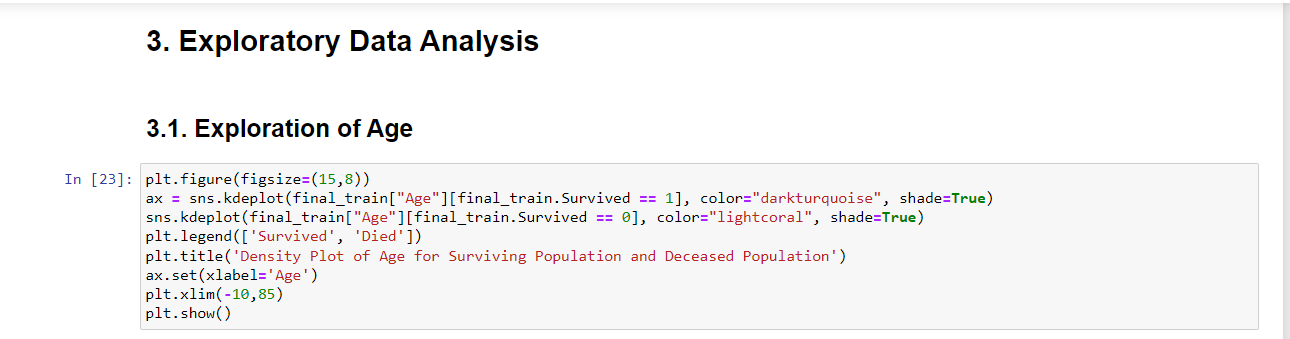 3. Exploratory Data Analysis
3.1. Exploration of Age
In [23]: plt.figure(figsize=(15,8))
ax = sns.kdeplot(final_train["Age"][final_train.Survived == 1], color="darkturquoise", shade=True)
sns.kdeplot(final_train["Age"][final_train.Survived == 0], color="lightcoral", shade=True)
plt.legend(['Survived', 'Died'])
plt.title('Density Plot of Age for Surviving Population and Deceased Population')
ax.set(xlabel='Age')
plt.xlim(-10,85)
plt.show()